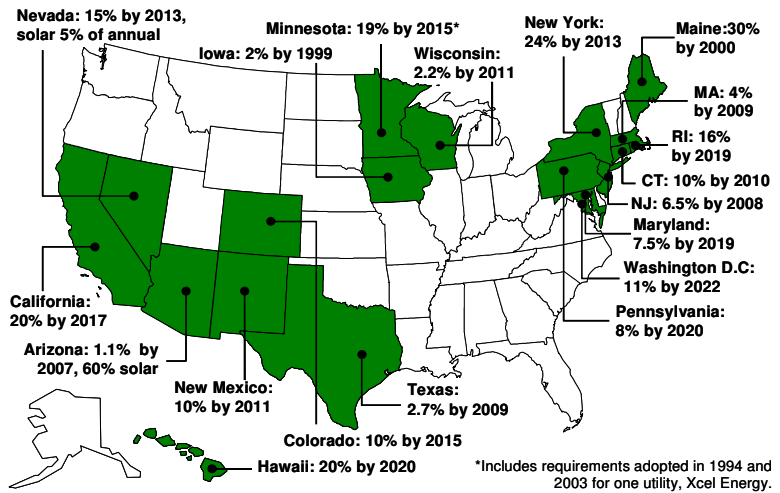 Nevada: 15% by 2013,
solar 5% of annual
Minnesota: 19% by 2015*
Iowa: 2% by 1999
Wisconsin:
2.2% by 2011
New York:
24% by 2013
Maine:30%
by 2000
MA: 4%
by 2009
RI: 16%
by 2019
CT: 10% by 2010
NJ: 6.5% by 2008
Maryland:
7.5% by 2019
Washington D.C:
11% by 2022
Pennsylvania:
8% by 2020
California:
20% by 2017
Arizona: 1.1% by
2007, 60% solar
New Mexico:
10% by 2011
Texas:
2.7% by 2009
Colorado: 10% by 2015
Hawaii: 20% by 2020
*Includes requirements adopted in 1994 and
2003 for one utility, Xcel Energy.